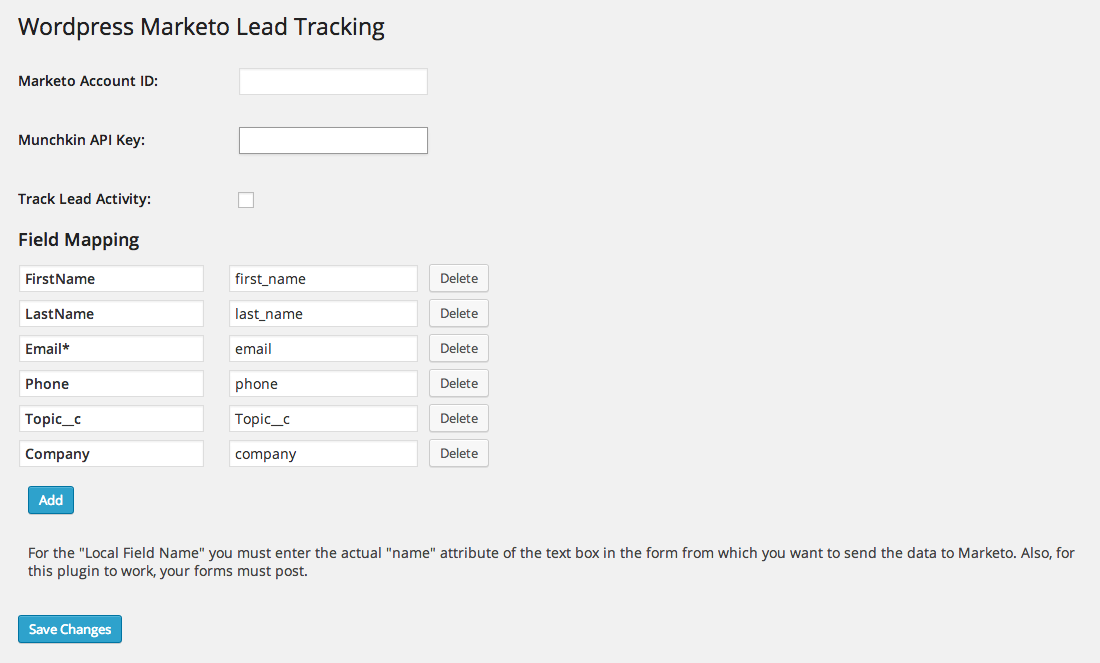 Wordpress Marketo Lead Tracking
Marketo Account ID:
Munchkin API Key:
Track Lead Activity:
Field Mapping
FirstName first_name Delete
LastName last_name Delete
Email* email Delete
Phone phone Delete
Topic__c Topic__c Delete
Company company Delete
Add
For the "Local Field Name" you must enter the actual "name" attribute of the text box in the form from which you want to send the data to Marketo. Also, for
this plugin to work, your forms must post.
Save Changes